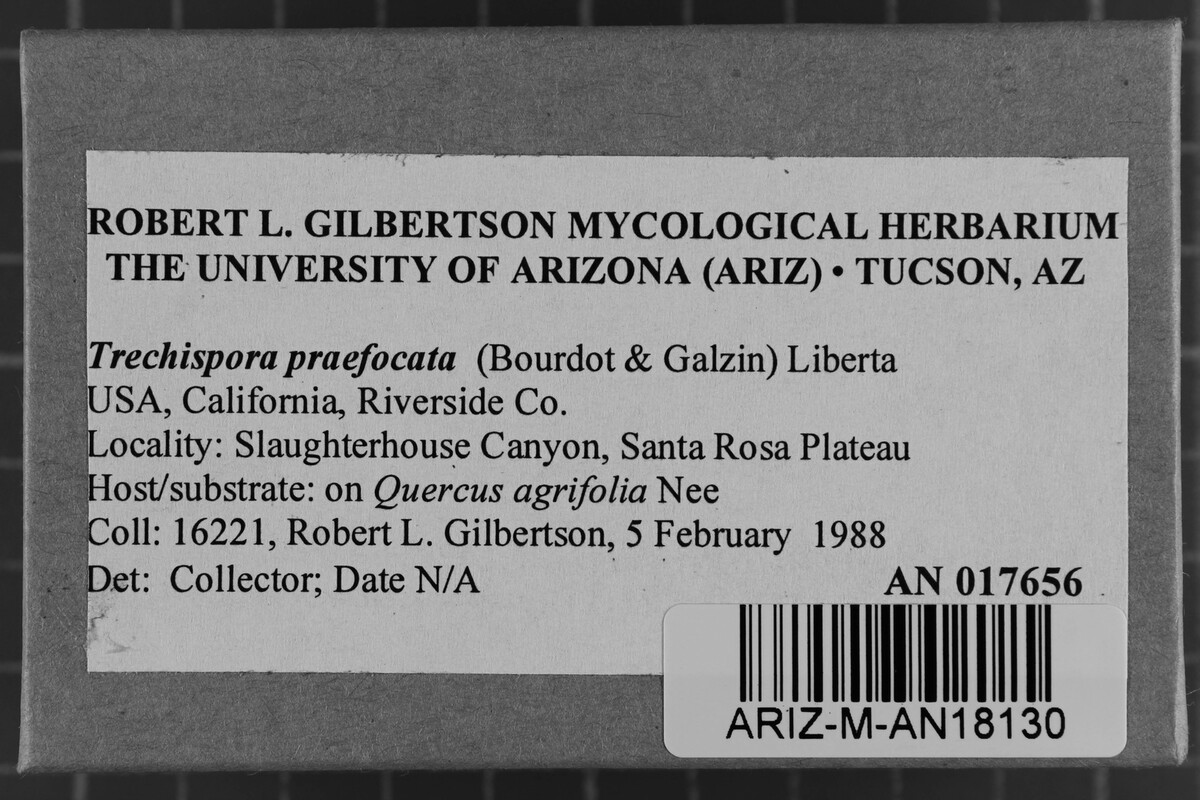 ROBERT L. GILBERTSON MYCOLOGICAL HERBARIUM
THE UNIVERSITY OF ARIZONA (ARIZ) • TUCSON, AZ
Trechispora praefocata (Bourdot & Galzin) Liberta
USA, California, Riverside Co.
Locality: Slaughterhouse Canyon, Santa Rosa Plateau
Host/substrate: on Quercus agrifolia Nee
Coll: 16221, Robert L. Gilbertson, 5 February 1988
Det: Collector; Date N/A
AN 017656
ARIZ-M-AN18130